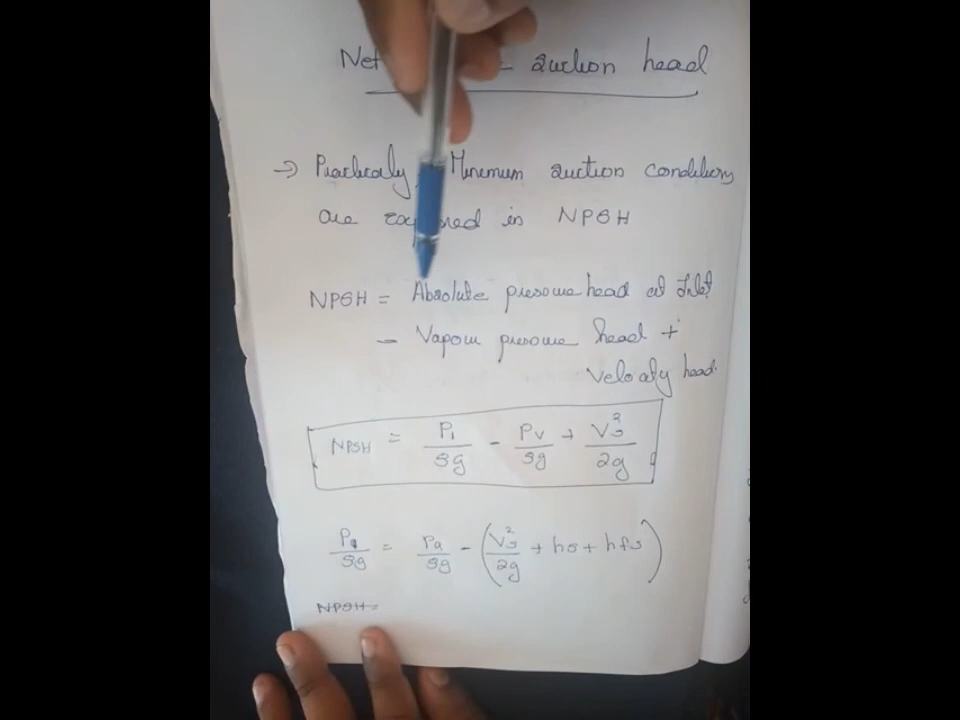 Net suction head
→ Practically, Minimum suction conditions
are in NPSH
NPSH = Absolute pressure head at Inlet
- Vapour pressure head +
Velocity head.
NPSH = P₁/ρg - Pv/ρg + Vs²/2g
P₁/ρg = Pa/ρg - (Vs²/2g + hs + hfs)
NPSH =